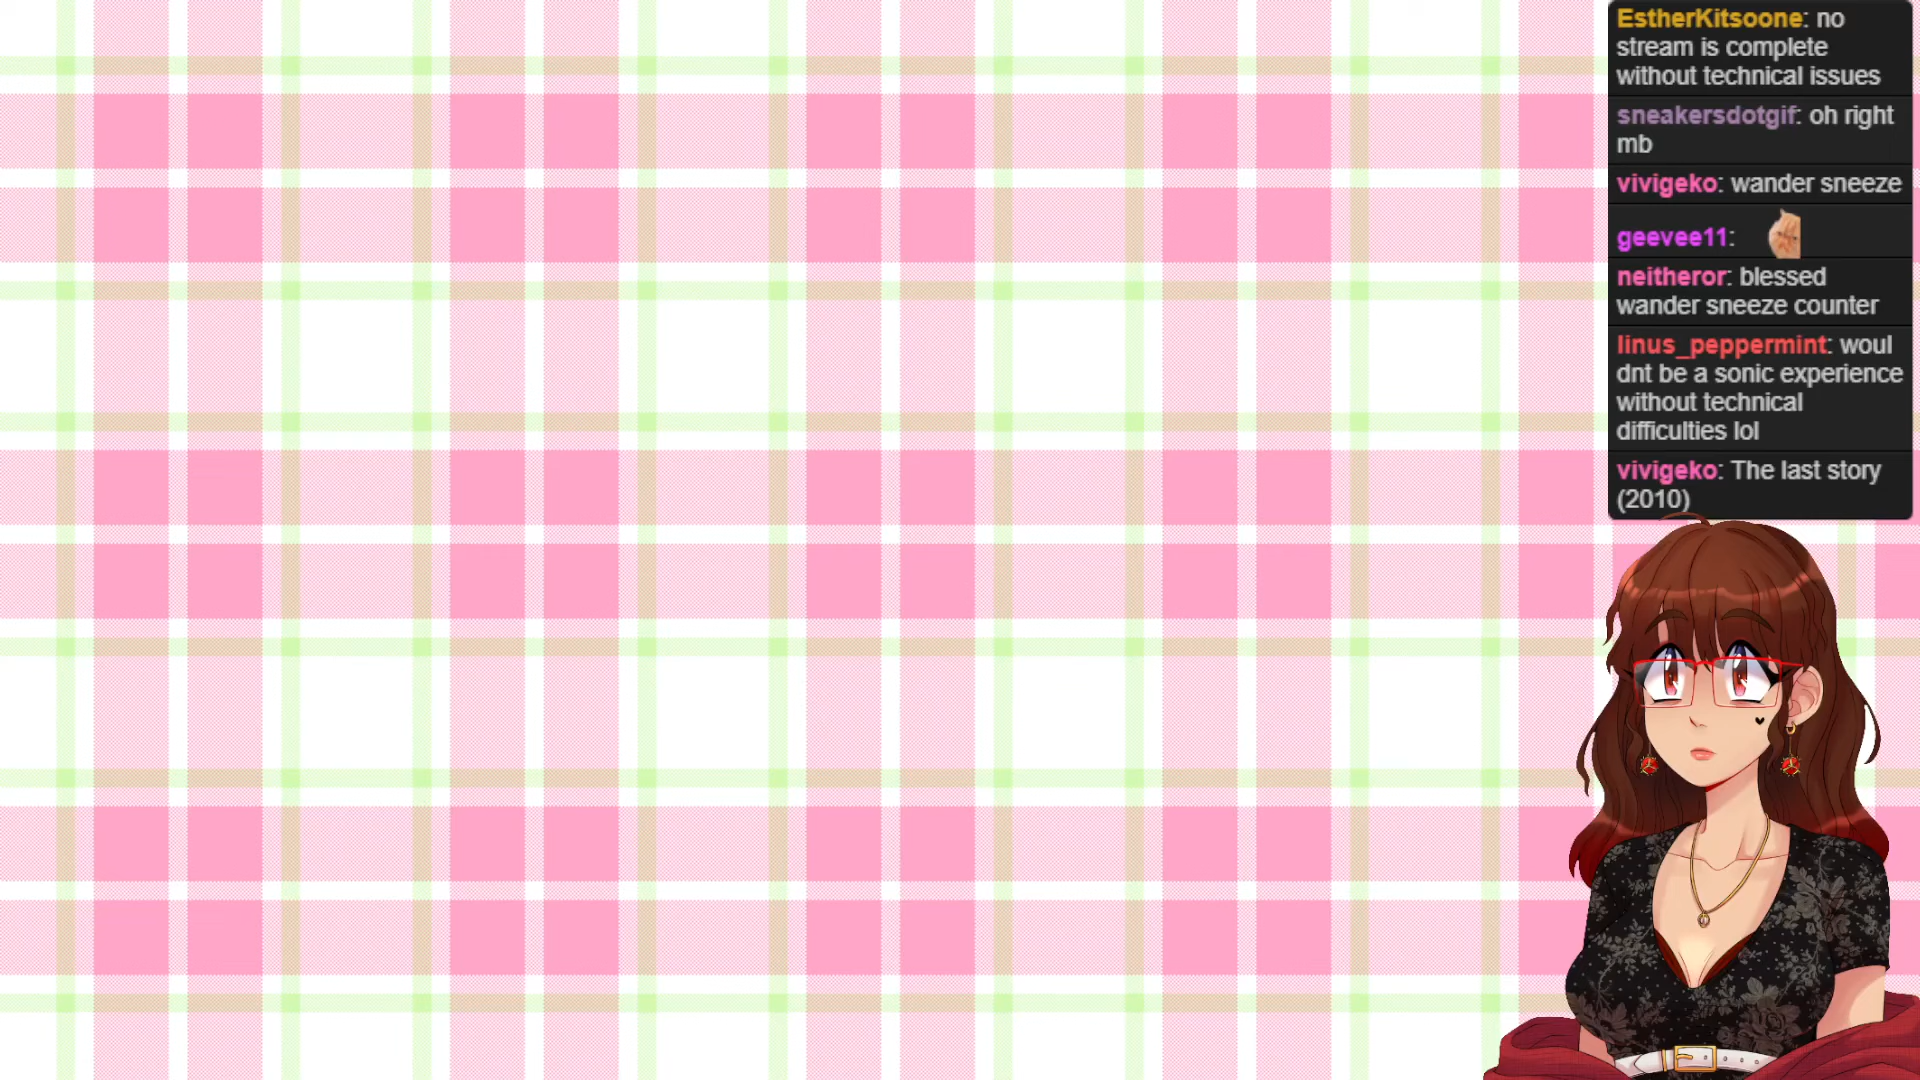 EstherKitsoone: no
stream is complete
without technical issues
sneakersdotgif: oh right
mb
vivigeko: wander sneeze
geevee11:
neitheror: blessed
wander sneeze counter
linus_peppermint: woul
dnt be a sonic experience
without technical
difficulties lol
vivigeko: The last story
(2010)